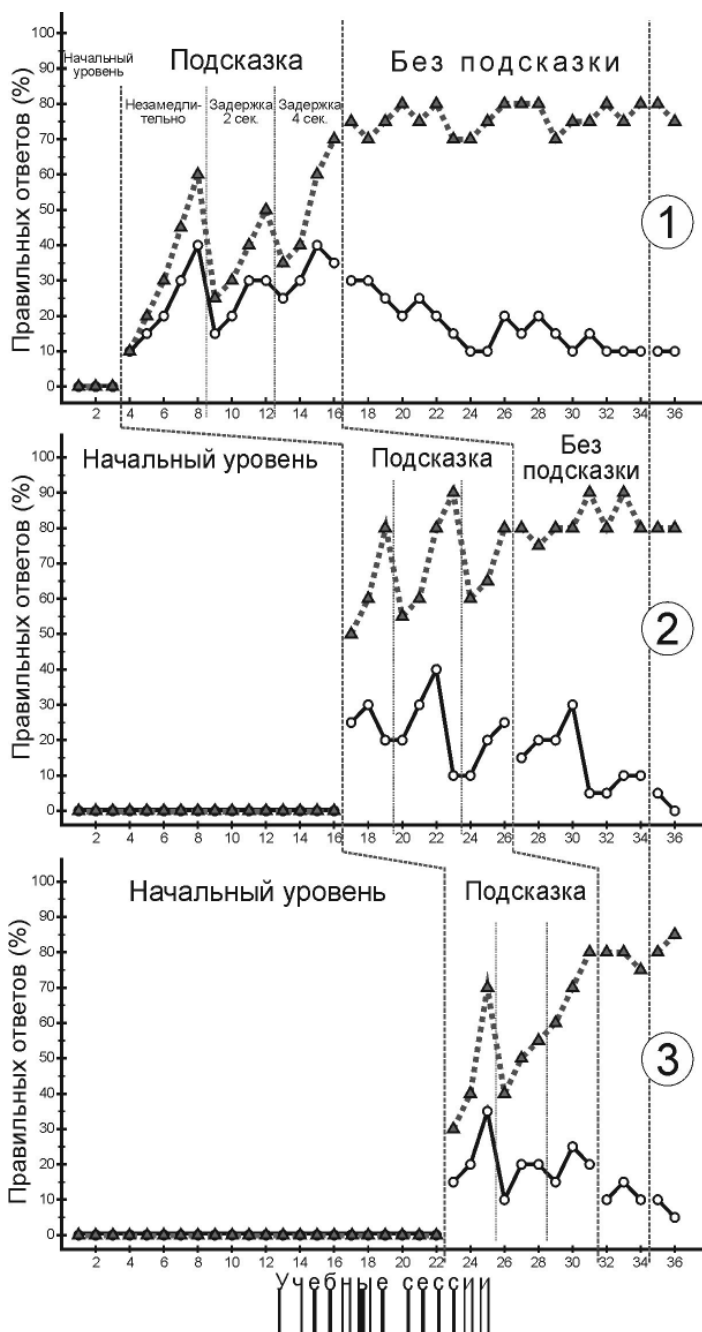 Правильных ответов (%)
100
90
80
70
60
50
40
30
20
10
0
Начальный
уровень
Подсказка
Без подсказки
Незамедли-
тельно
Задержка
2 сек.
Задержка
4 сек.
1
2 4 6 8 10 12 14 16 18 20 22 24 26 28 30 32 34 36
Правильных ответов (%)
100
90
80
70
60
50
40
30
20
10
0
Начальный уровень
Подсказка
Без
подсказки
2
2 4 6 8 10 12 14 16 18 20 22 24 26 28 30 32 34 36
Правильных ответов (%)
100
90
80
70
60
50
40
30
20
10
0
Начальный уровень
Подсказка
3
2 4 6 8 10 12 14 16 18 20 22 24 26 28 30 32 34 36
Учебные сессии